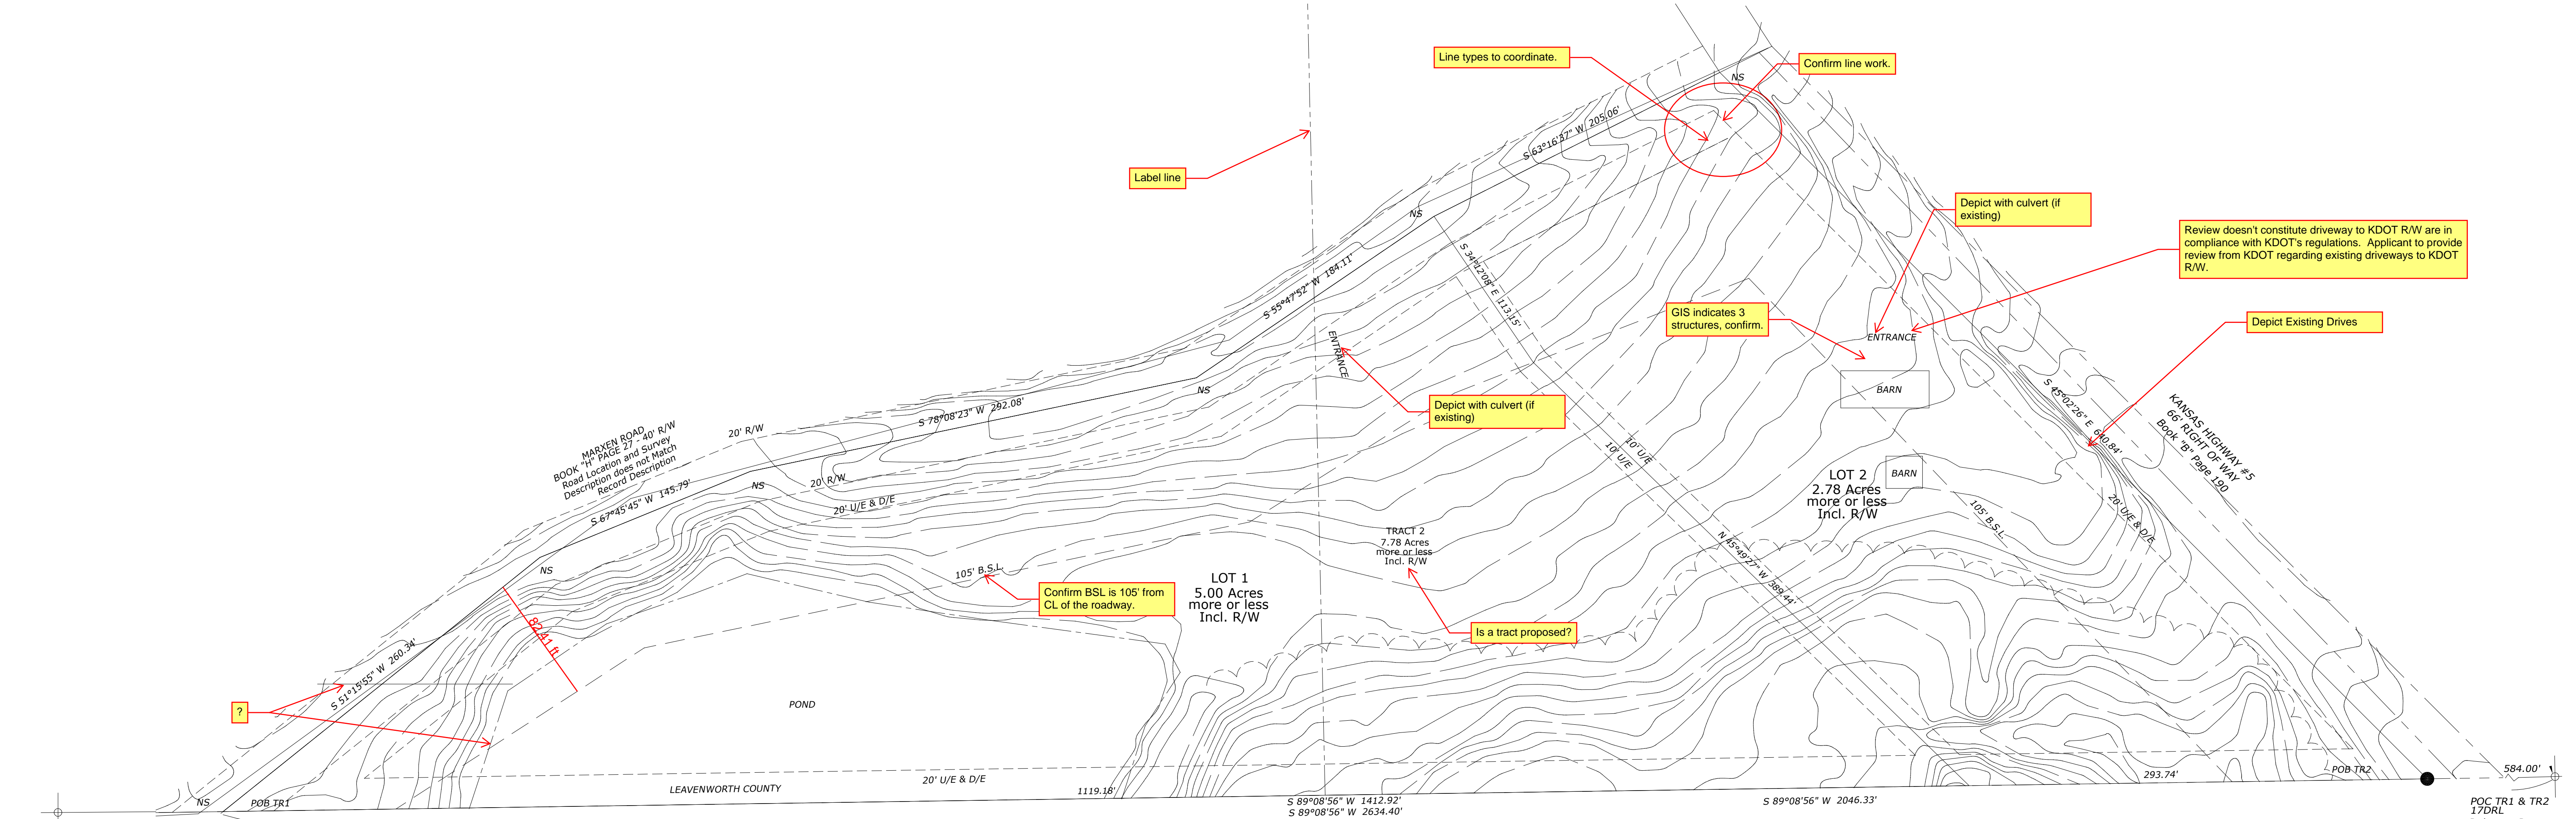 Line types to coordinate.
Confirm line work.
NS
S 63°16'37" W  205.06'
Label line
Depict with culvert (if
existing)
NS
Review doesn't constitute driveway to KDOT R/W are in
compliance with KDOT's regulations.  Applicant to provide
review from KDOT regarding existing driveways to KDOT
R/W.
S 34°12'08" E  113.15'
S 55°47'52" W  184.11'
GIS indicates 3
structures, confirm.
ENTRANCE
Depict Existing Drives
ENTRANCE
NS
BARN
Depict with culvert (if
existing)
S 78°08'23" W  292.08'
S 45°02'26" E  640.84'
KANSAS HIGHWAY #5
66' RIGHT OF WAY
Book "B" Page 190
MARXEN ROAD
BOOK "H" PAGE 27 - 40' R/W
Road Location and Survey
Description does not Match
Record Description
20' R/W
10' U/E
10' U/E
20' R/W
NS
S 67°45'45" W  145.79'
20' U/E & D/E
BARN
LOT 2
2.78 Acres
more or less
Incl. R/W
105' B.S.L.
20' U/E & D/E
TRACT 2
7.78 Acres
more or less
Incl. R/W
N 45°49'27" W  389.44'
NS
105' B.S.L.
Confirm BSL is 105' from
CL of the roadway.
LOT 1
5.00 Acres
more or less
Incl. R/W
Is a tract proposed?
82.41 ft
S 51°15'55" W  260.34'
?
POND
20' U/E & D/E
LEAVENWORTH COUNTY
1119.18'
293.74'
POB TR2
584.00'
NS
POB TR1
S 89°08'56" W  1412.92'
S 89°08'56" W  2634.40'
S 89°08'56" W  2046.33'
POC TR1 & TR2
17DRL